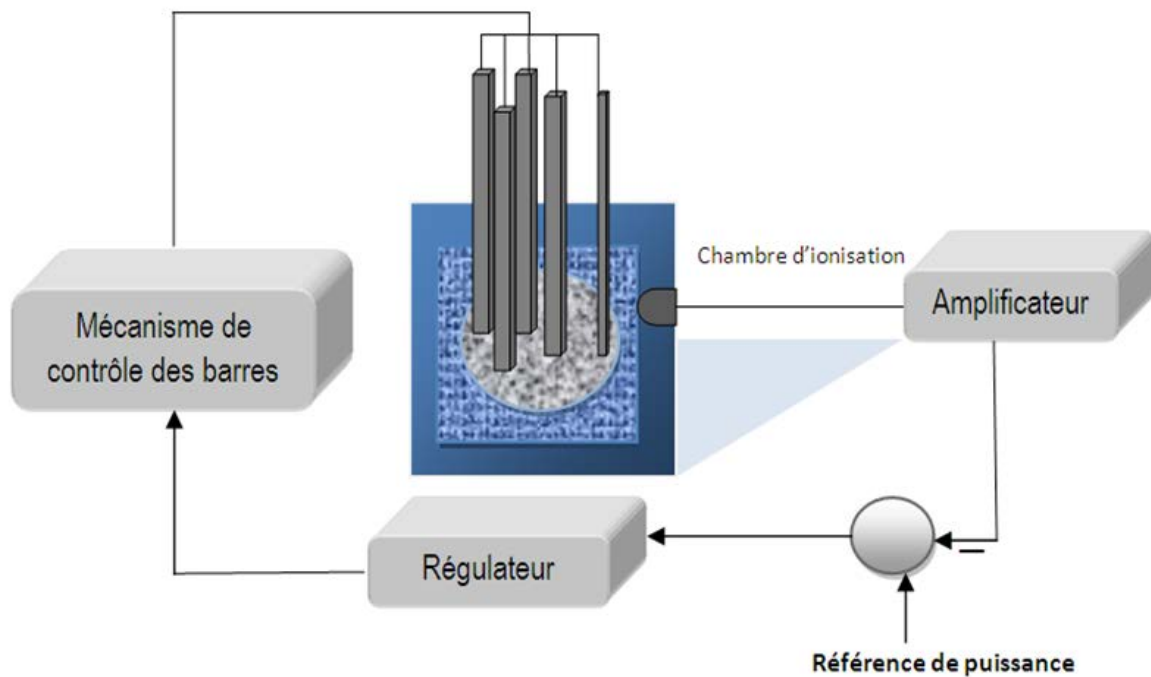 Chambre d'ionisation
Amplificateur
Mécanisme de
contrôle des barres
Régulateur
Référence de puissance